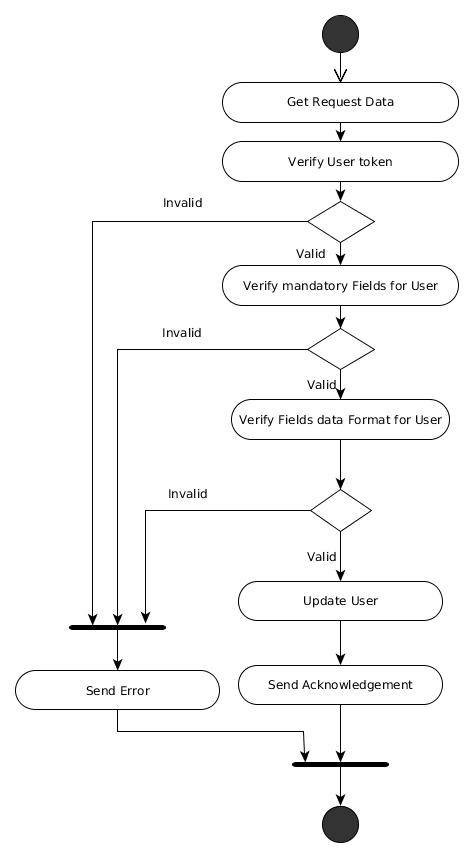 Get Request Data
Verify User token
Invalid
Valid
Verify mandatory Fields for User
Invalid
Valid
Verify Fields data Format for User
Invalid
Valid
Update User
Send Acknowledgement
Send Error